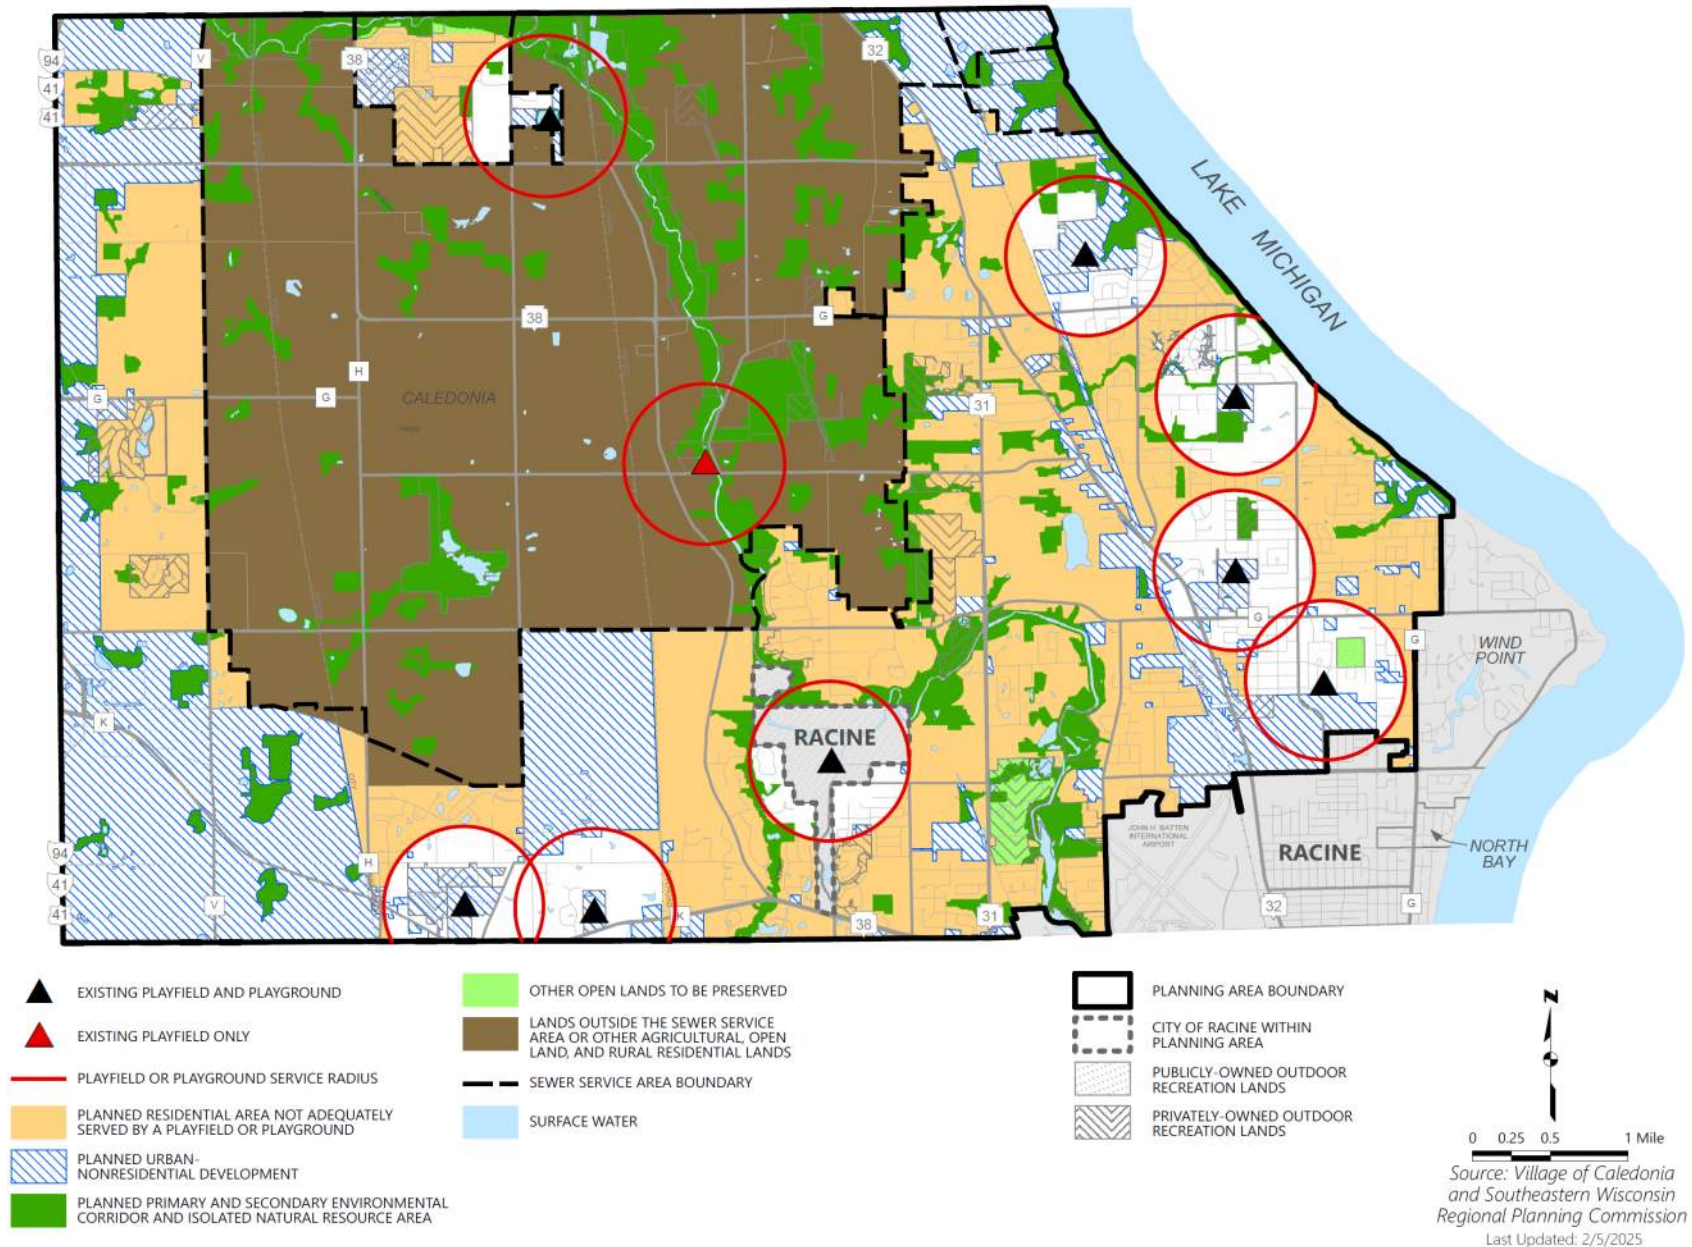 94
41
41
V
38
32
LAKE MICHIGAN
38
G
H
G
G
CALEDONIA
31
G
G
WIND
POINT
K
RACINE
JOHN H. BATTEN
INTERNATIONAL
AIRPORT
RACINE
NORTH
BAY
94
41
41
H
V
K
38
31
32
G
EXISTING PLAYFIELD AND PLAYGROUND
EXISTING PLAYFIELD ONLY
PLAYFIELD OR PLAYGROUND SERVICE RADIUS
PLANNED RESIDENTIAL AREA NOT ADEQUATELY
SERVED BY A PLAYFIELD OR PLAYGROUND
PLANNED URBAN-
NONRESIDENTIAL DEVELOPMENT
PLANNED PRIMARY AND SECONDARY ENVIRONMENTAL
CORRIDOR AND ISOLATED NATURAL RESOURCE AREA
OTHER OPEN LANDS TO BE PRESERVED
LANDS OUTSIDE THE SEWER SERVICE
AREA OR OTHER AGRICULTURAL, OPEN
LAND, AND RURAL RESIDENTIAL LANDS
SEWER SERVICE AREA BOUNDARY
SURFACE WATER
PLANNING AREA BOUNDARY
CITY OF RACINE WITHIN
PLANNING AREA
PUBLICLY-OWNED OUTDOOR
RECREATION LANDS
PRIVATELY-OWNED OUTDOOR
RECREATION LANDS
N
0 0.25 0.5 1 Mile
Source: Village of Caledonia
and Southeastern Wisconsin
Regional Planning Commission
Last Updated: 2/5/2025